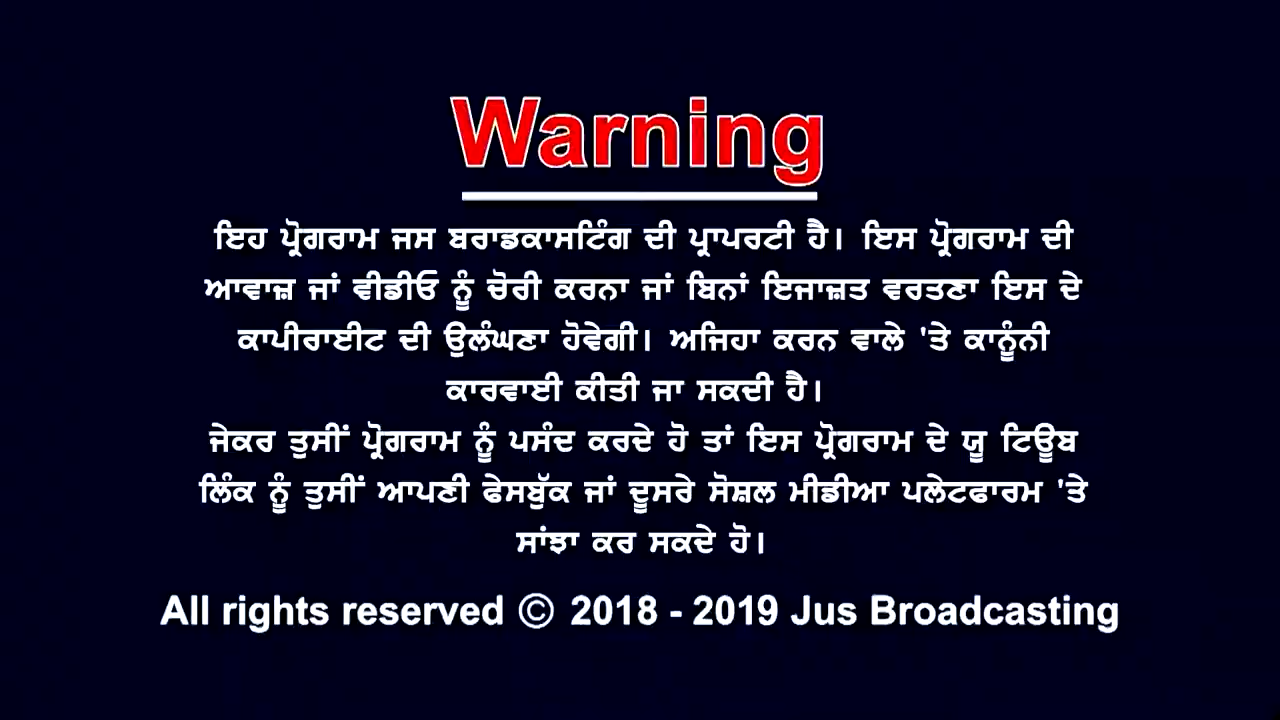 Warning
ਇਹ ਪ੍ਰੋਗਰਾਮ ਜਸ ਬਰਾਡਕਾਸਟਿੰਗ ਦੀ ਪ੍ਰਾਪਰਟੀ ਹੈ। ਇਸ ਪ੍ਰੋਗਰਾਮ ਦੀ
ਆਵਾਜ਼ ਜਾਂ ਵੀਡੀਓ ਨੂੰ ਚੋਰੀ ਕਰਨਾ ਜਾਂ ਬਿਨਾਂ ਇਜਾਜ਼ਤ ਵਰਤਣਾ ਇਸ ਦੇ
ਕਾਪੀਰਾਈਟ ਦੀ ਉਲੰਘਣਾ ਹੋਵੇਗੀ। ਅਜਿਹਾ ਕਰਨ ਵਾਲੇ 'ਤੇ ਕਾਨੂੰਨੀ
ਕਾਰਵਾਈ ਕੀਤੀ ਜਾ ਸਕਦੀ ਹੈ।
ਜੇਕਰ ਤੁਸੀਂ ਪ੍ਰੋਗਰਾਮ ਨੂੰ ਪਸੰਦ ਕਰਦੇ ਹੋ ਤਾਂ ਇਸ ਪ੍ਰੋਗਰਾਮ ਦੇ ਯੂ ਟਿਊਬ
ਲਿੰਕ ਨੂੰ ਤੁਸੀਂ ਆਪਣੀ ਫੇਸਬੁੱਕ ਜਾਂ ਦੂਸਰੇ ਸੋਸ਼ਲ ਮੀਡੀਆ ਪਲੇਟਫਾਰਮ 'ਤੇ
ਸਾਂਝਾ ਕਰ ਸਕਦੇ ਹੋ।
All rights reserved © 2018 - 2019 Jus Broadcasting